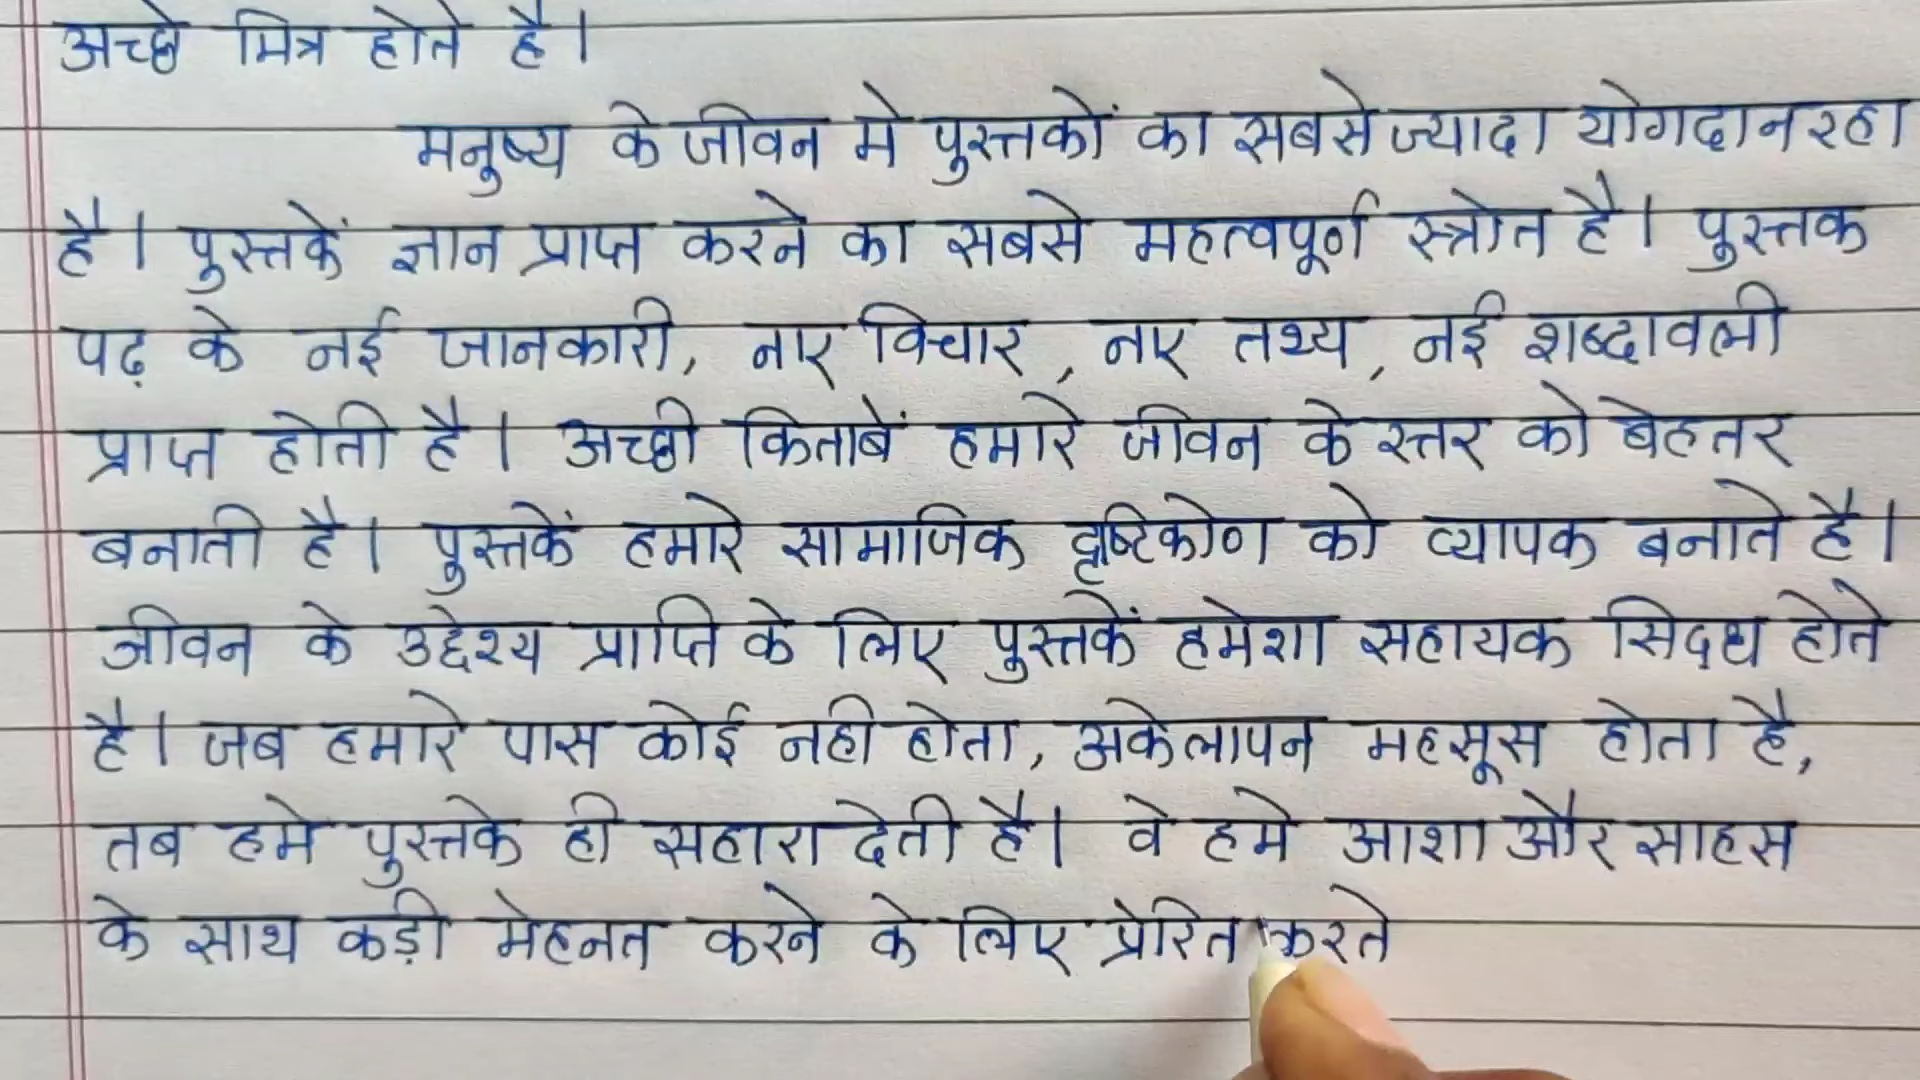 अच्छे मित्र होते है।
मनुष्य के जीवन मे पुस्तकों का सबसे ज्यादा योगदान रहा
है। पुस्तकें ज्ञान प्राप्त करने का सबसे महत्वपूर्ण स्त्रोत है। पुस्तक
पढ़ के नई जानकारी, नए विचार, नए तथ्य, नई शब्दावली
प्राप्त होती है। अच्छी किताबें हमारे जीवन के स्तर को बेहतर
बनाती है। पुस्तकें हमारे सामाजिक दृष्टिकोण को व्यापक बनाते है।
जीवन के उद्देश्य प्राप्ति के लिए पुस्तकें हमेशा सहायक सिदध होते
है। जब हमारे पास कोई नही होता, अकेलापन महसूस होता है,
तब हमे पुस्तके ही सहारा देती है। वे हमे आशा और साहस
के साथ कड़ी मेहनत करने के लिए प्रेरित करते